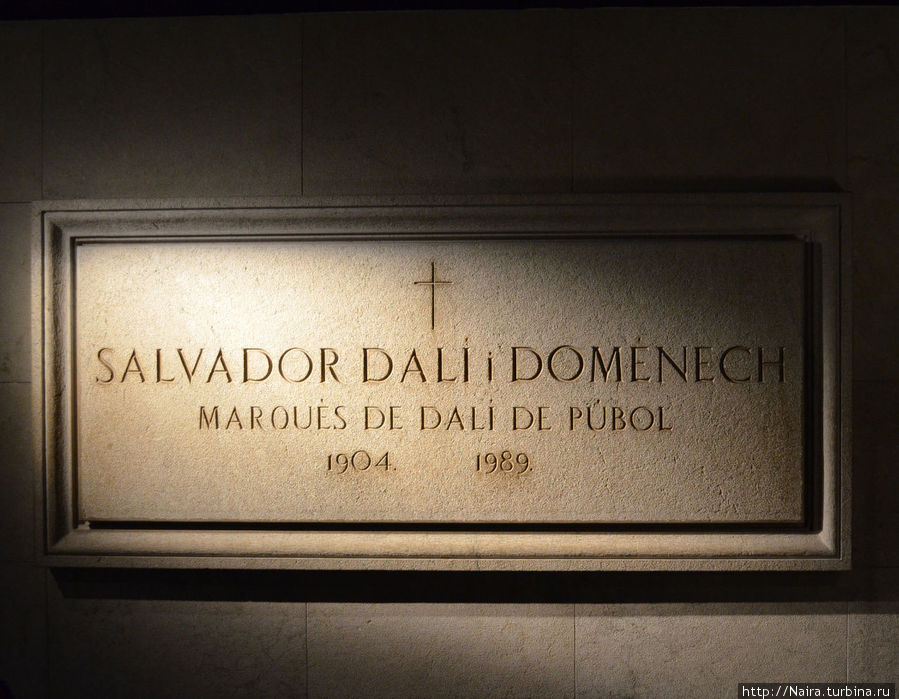 SALVADOR DALÍ i DOMÈNECH
MARQUÈS DE DALÍ DE PÚBOL
1904. 1989.
http://Naira.turbina.ru